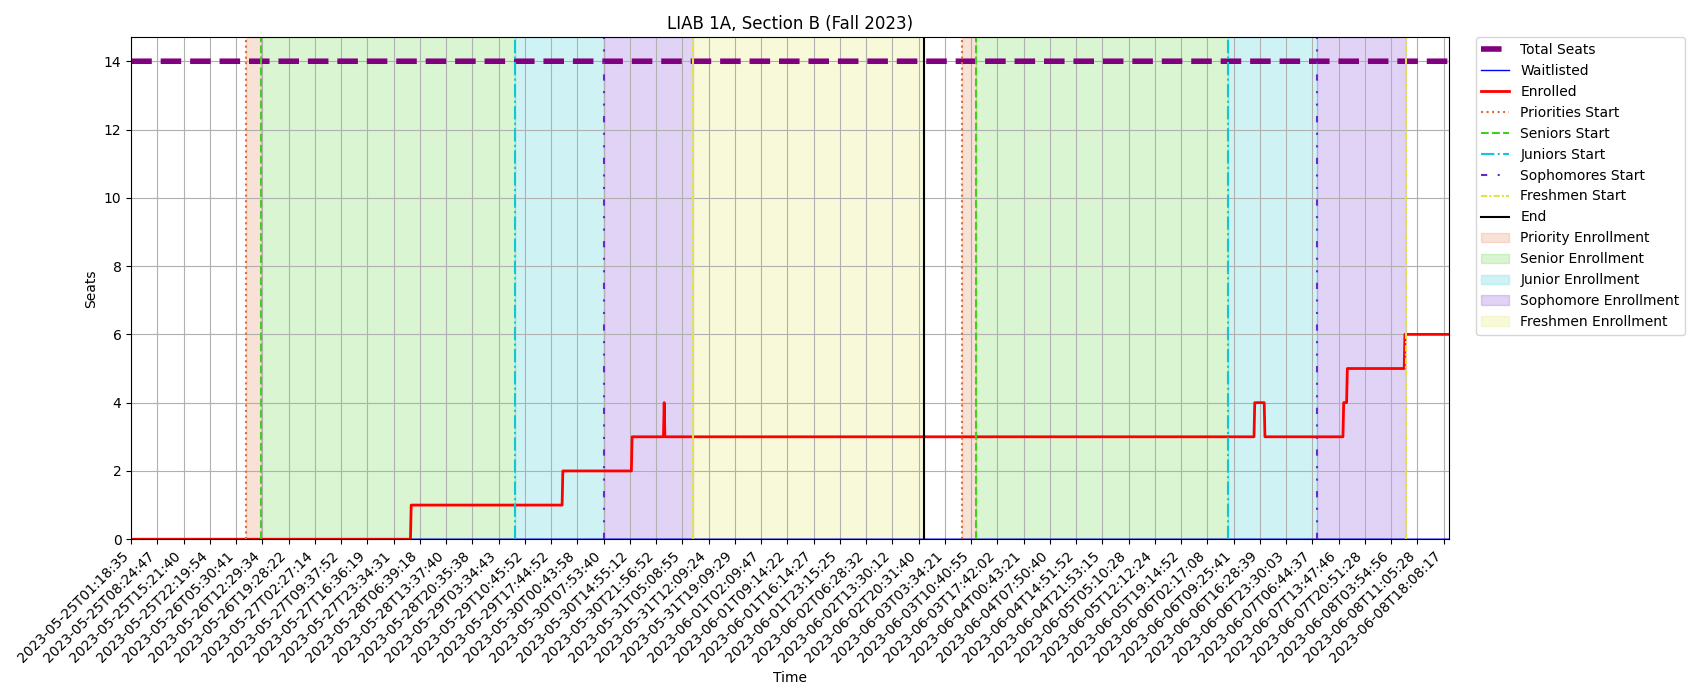 LIAB 1A, Section B (Fall 2023)
Seats
14
12
10
8
6
4
2
0
2023-05-25T01:18:35
2023-05-25T08:24:47
2023-05-25T15:21:40
2023-05-25T22:19:54
2023-05-26T05:30:41
2023-05-26T12:29:34
2023-05-26T19:28:22
2023-05-27T02:27:14
2023-05-27T09:37:52
2023-05-27T16:36:19
2023-05-27T23:34:31
2023-05-28T06:39:18
2023-05-28T13:37:40
2023-05-28T20:35:38
2023-05-29T03:34:43
2023-05-29T10:45:52
2023-05-29T17:44:52
2023-05-30T00:43:58
2023-05-30T07:53:40
2023-05-30T14:55:12
2023-05-30T21:56:52
2023-05-31T05:08:55
2023-05-31T12:09:24
2023-05-31T19:09:29
2023-06-01T02:09:47
2023-06-01T09:14:22
2023-06-01T16:14:27
2023-06-01T23:15:25
2023-06-02T06:28:32
2023-06-02T13:30:12
2023-06-02T20:31:40
2023-06-03T03:34:21
2023-06-03T10:40:55
2023-06-03T17:42:02
2023-06-04T00:43:21
2023-06-04T07:50:40
2023-06-04T14:51:52
2023-06-04T21:53:15
2023-06-05T05:10:28
2023-06-05T12:12:24
2023-06-05T19:14:52
2023-06-06T02:17:08
2023-06-06T09:25:41
2023-06-06T16:28:39
2023-06-06T23:30:03
2023-06-07T06:44:37
2023-06-07T13:47:46
2023-06-07T20:51:28
2023-06-08T03:54:56
2023-06-08T11:05:28
2023-06-08T18:08:17
Time
Total Seats
Waitlisted
Enrolled
Priorities Start
Seniors Start
Juniors Start
Sophomores Start
Freshmen Start
End
Priority Enrollment
Senior Enrollment
Junior Enrollment
Sophomore Enrollment
Freshmen Enrollment